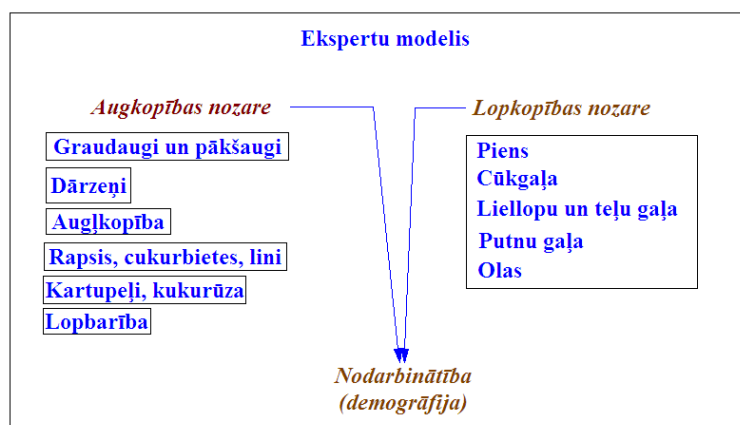 Ekspertu modelis
Augkopības nozare
Graudaugi un pākšaugi
Dārzeņi
Augļkopība
Rapsis, cukurbietes, lini
Kartupeļi, kukurūza
Lopbarība
Lopkopības nozare
Piens
Cūkgaļa
Liellopu un teļu gaļa
Putnu gaļa
Olas
Nodarbinātība
(demogrāfija)